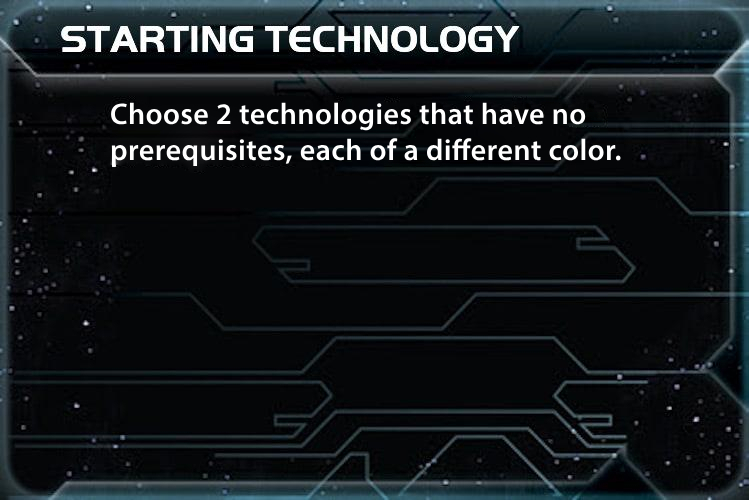 STARTING TECHNOLOGY
Choose 2 technologies that have no
prerequisites, each of a different color.